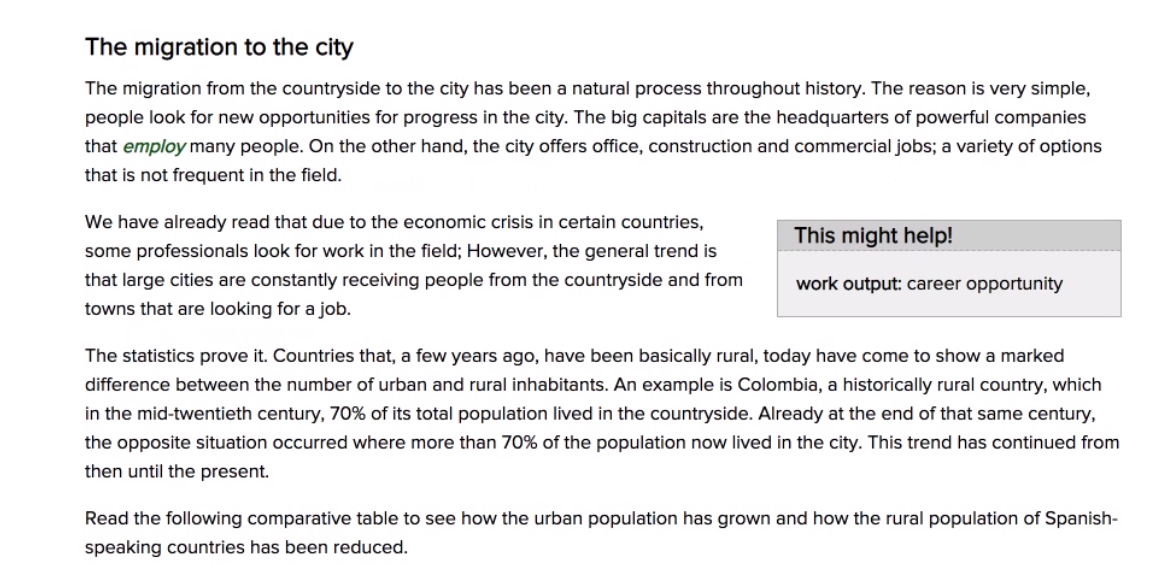 The migration to the city
The migration from the countryside to the city has been a natural process throughout history. The reason is very simple,
people look for new opportunities for progress in the city. The big capitals are the headquarters of powerful companies
that employ many people. On the other hand, the city offers office, construction and commercial jobs; a variety of options
that is not frequent in the field.
We have already read that due to the economic crisis in certain countries,
some professionals look for work in the field; However, the general trend is
that large cities are constantly receiving people from the countryside and from
towns that are looking for a job.
This might help!
work output: career opportunity
The statistics prove it. Countries that, a few years ago, have been basically rural, today have come to show a marked
difference between the number of urban and rural inhabitants. An example is Colombia, a historically rural country, which
in the mid-twentieth century, 70% of its total population lived in the countryside. Already at the end of that same century,
the opposite situation occurred where more than 70% of the population now lived in the city. This trend has continued from
then until the present.
Read the following comparative table to see how the urban population has grown and how the rural population of Spanish-
speaking countries has been reduced.